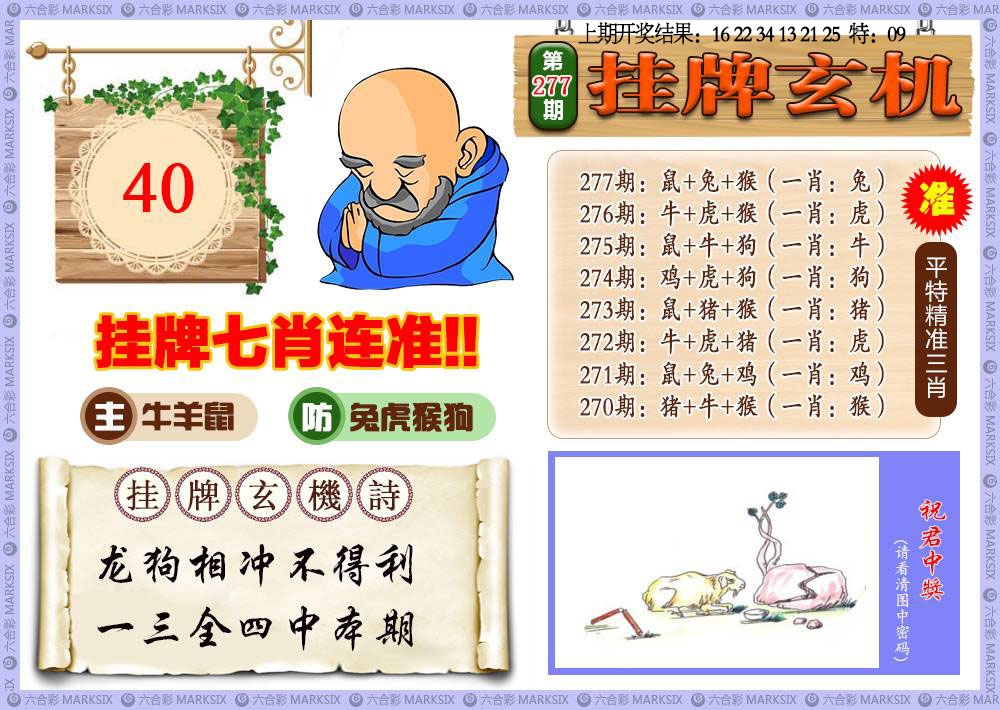 六合彩 MARKSIX
上期开奖结果：16 22 34 13 21 25 特：09
第
277
期
挂牌玄机
40
277期：鼠+兔+猴（一肖：兔）
276期：牛+虎+猴（一肖：虎）
275期：鼠+牛+狗（一肖：牛）
274期：鸡+虎+狗（一肖：狗）
273期：鼠+猪+猴（一肖：猪）
272期：牛+虎+猪（一肖：虎）
271期：鼠+兔+鸡（一肖：鸡）
270期：猪+牛+猴（一肖：猴）
准
平特精准三肖
挂牌七肖连准!!
主 牛羊鼠
防 兔虎猴狗
挂牌玄機詩
龙狗相冲不得利
一三全四中本期
祝君中獎
(请看清图中密码)